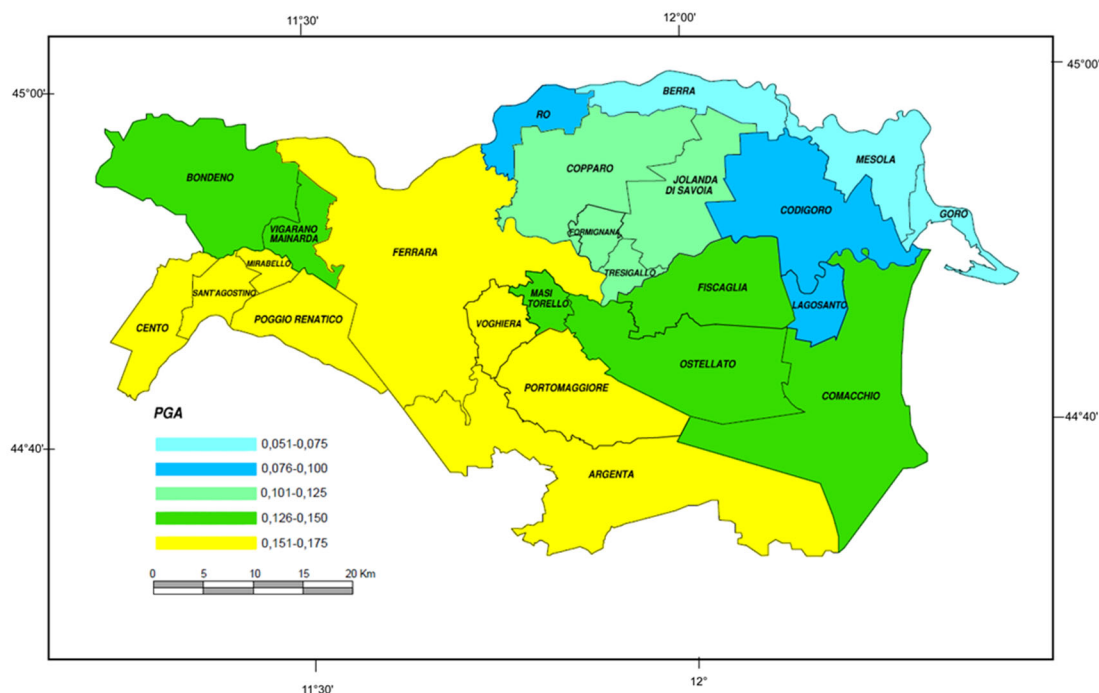 11°30'
12°00'
45°00'
45°00'
BERRA
RO
MESOLA
COPPARO
BONDENO
JOLANDA
DI SAVOIA
CODIGORO
GORO
VIGARANO
MAINARDA
FORMIGNANA
FERRARA
MIRABELLO
TRESIGALLO
FISCAGLIA
SANT'AGOSTINO
MASI
TORELLO
LAGOSANTO
POGGIO RENATICO
VOGHIERA
CENTO
OSTELLATO
PORTOMAGGIORE
COMACCHIO
PGA
44°40'
0,051-0,075
44°40'
0,076-0,100
ARGENTA
0,101-0,125
0,126-0,150
0,151-0,175
0 5 10 15 20 Km
11°30'
12°